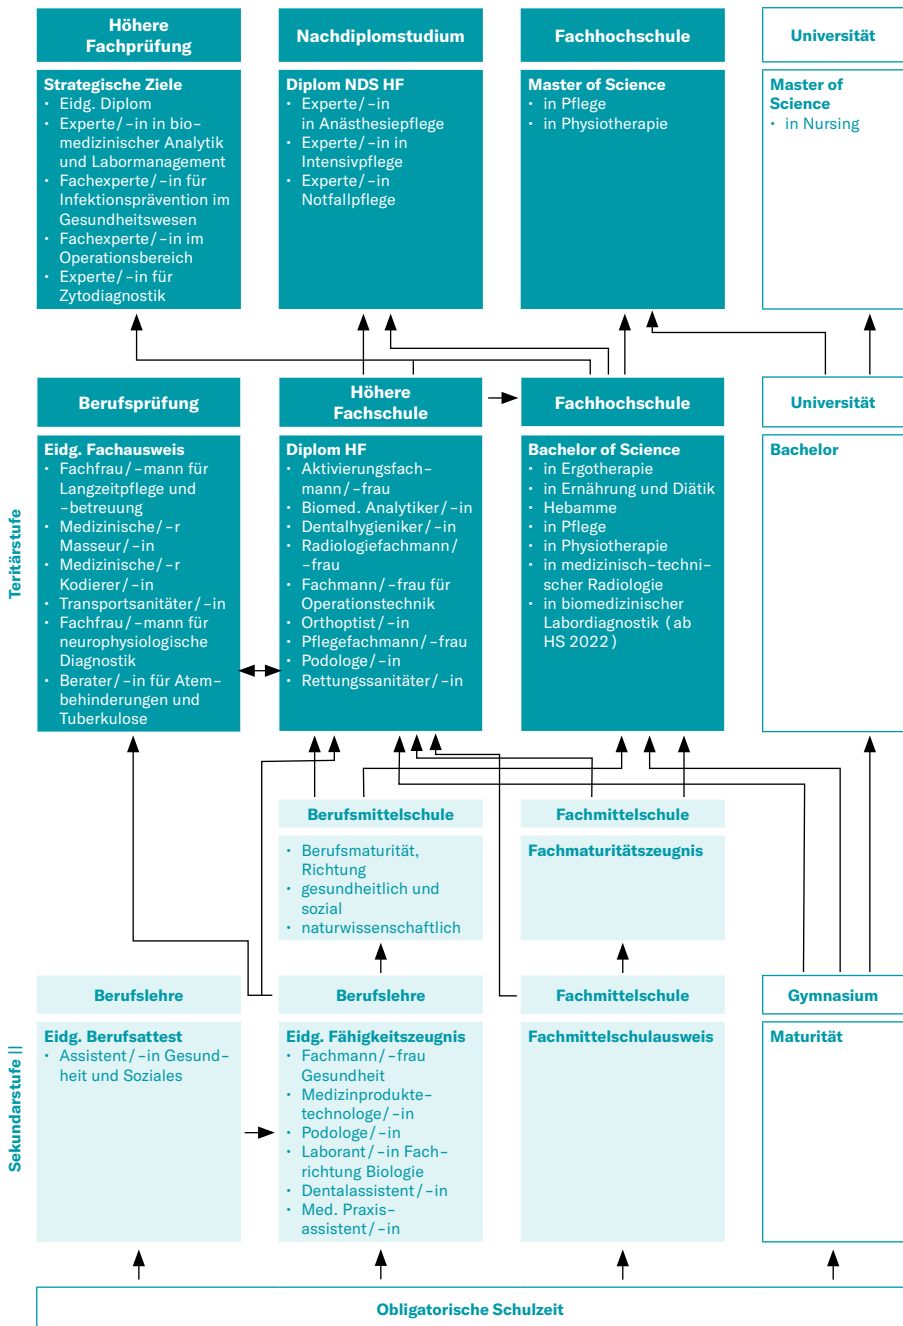 Höhere
Fachprüfung
Strategische Ziele
· Eidg. Diplom
· Experte/-in in bio-
medizinischer Analytik
und Labormanagement
· Fachexperte/-in für
Infektionsprävention im
Gesundheitswesen
· Fachexperte/-in im
Operationsbereich
· Experte/-in für
Zytodiagnostik
Nachdiplomstudium
Diplom NDS HF
· Experte/-in
in Anästhesiepflege
· Experte/-in in
Intensivpflege
· Experte/-in
Notfallpflege
Fachhochschule
Master of Science
· in Pflege
· in Physiotherapie
Universität
Master of
Science
· in Nursing
Teritärstufe
Berufsprüfung
Eidg. Fachausweis
· Fachfrau/-mann für
Langzeitpflege und
-betreuung
· Medizinische/-r
Masseur/-in
· Medizinische/-r
Kodierer/-in
· Transportsanitäter/-in
· Fachfrau/-mann für
neurophysiologische
Diagnostik
· Berater/-in für Atem-
behinderungen und
Tuberkulose
Höhere
Fachschule
Diplom HF
· Aktivierungsfach-
mann/-frau
· Biomed. Analytiker/-in
· Dentalhygieniker/-in
· Radiologiefachmann/
-frau
· Fachmann/-frau für
Operationstechnik
· Orthoptist/-in
· Pflegefachmann/-frau
· Podologe/-in
· Rettungssanitäter/-in
Fachhochschule
Bachelor of Science
· in Ergotherapie
· in Ernährung und Diätik
· Hebamme
· in Pflege
· in Physiotherapie
· in medizinisch-techni-
scher Radiologie
· in biomedizinischer
Labordiagnostik (ab
HS 2022)
Universität
Bachelor
Berufsmittelschule
· Berufsmaturität,
Richtung
· gesundheitlich und
sozial
· naturwissenschaftlich
Fachmittelschule
Fachmaturitätszeugnis
Sekundarstufe ||
Berufslehre
Eidg. Berufsattest
· Assistent/-in Gesund-
heit und Soziales
Berufslehre
Eidg. Fähigkeitszeugnis
· Fachmann/-frau
Gesundheit
· Medizinprodukte-
technologe/-in
· Podologe/-in
· Laborant/-in Fach-
richtung Biologie
· Dentalassistent/-in
· Med. Praxis-
assistent/-in
Fachmittelschule
Fachmittelschulausweis
Gymnasium
Maturität
Obligatorische Schulzeit